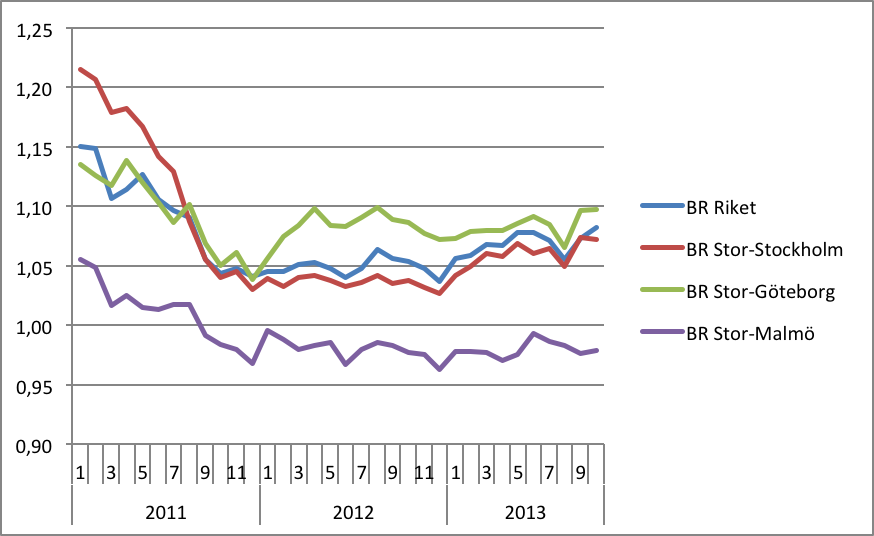 1,25
1,20
1,15
1,10
1,05
1,00
0,95
0,90
1 3 5 7 9 11 1 3 5 7 9 11 1 3 5 7 9
2011 2012 2013
BR Riket
BR Stor-Stockholm
BR Stor-Göteborg
BR Stor-Malmö